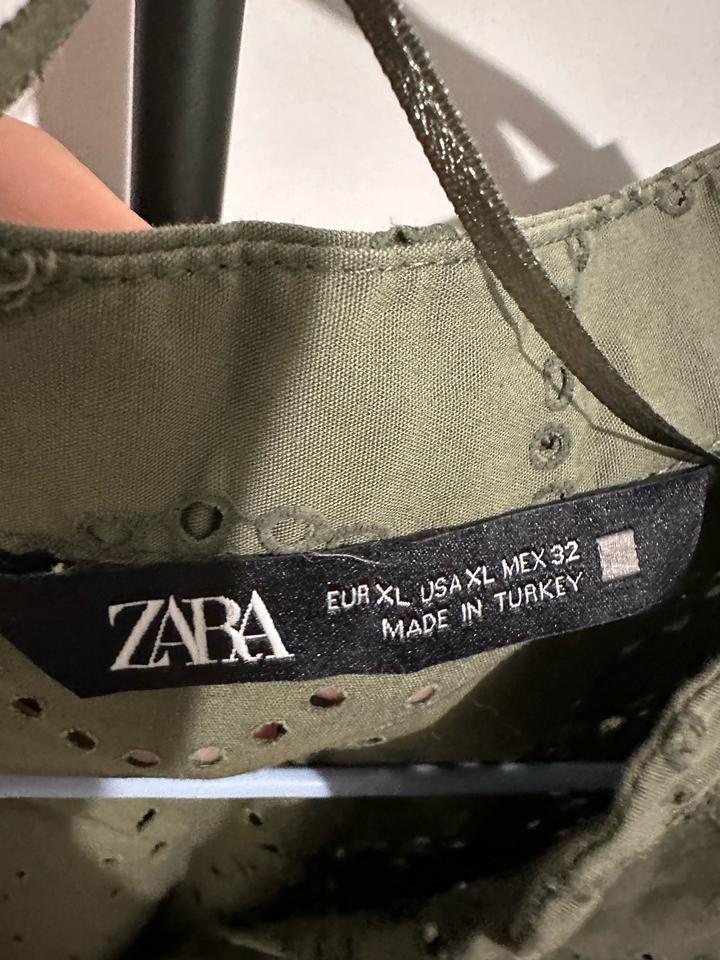 ZARA
EUR XL USA XL MEX 32
MADE IN TURKEY